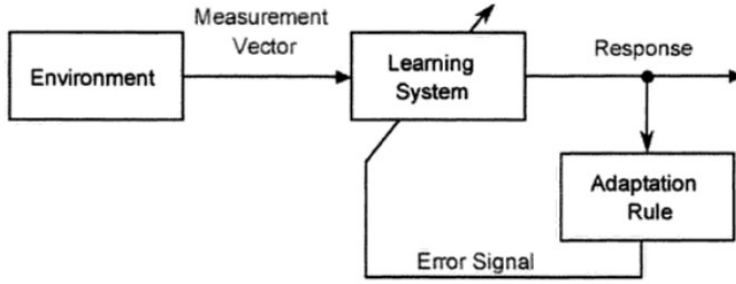 Measurement
Vector
Environment
Learning
System
Response
Adaptation
Rule
Error Signal